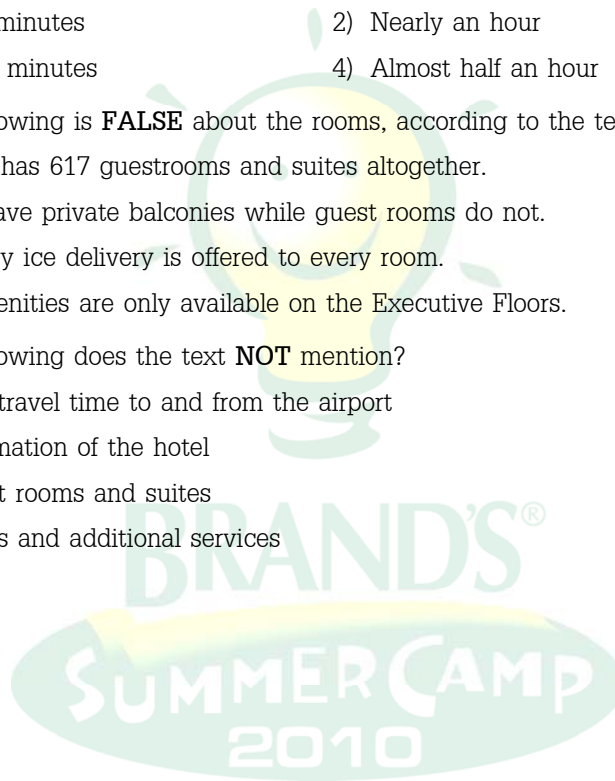 minutes 2) Nearly an hour
minutes 4) Almost half an hour
owing is FALSE about the rooms, according to the te
has 617 guestrooms and suites altogether.
ave private balconies while guest rooms do not.
y ice delivery is offered to every room.
enities are only available on the Executive Floors.
owing does the text NOT mention?
travel time to and from the airport
mation of the hotel
t rooms and suites
s and additional services
BRAND'S®
SUMMER CAMP
2010